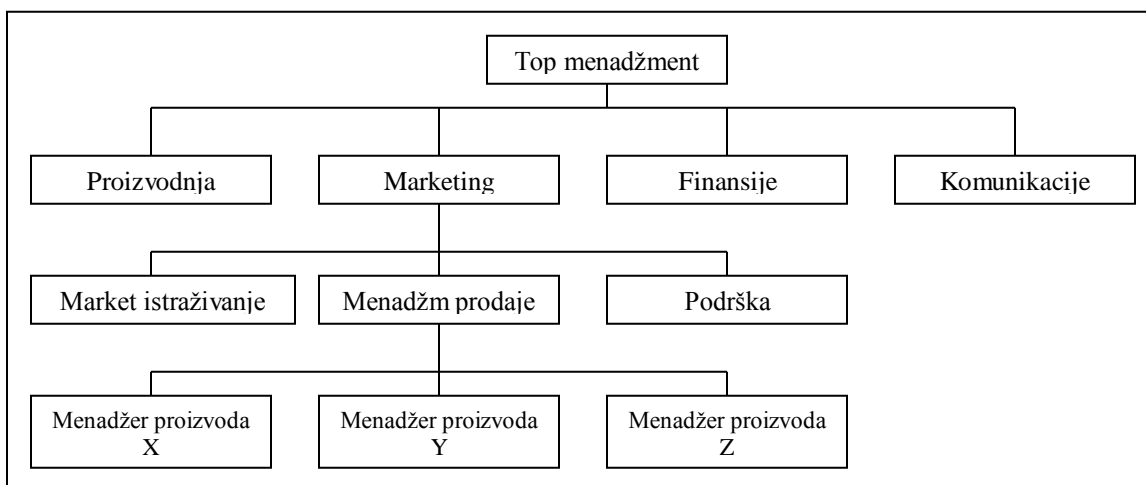 Top menadžment
Proizvodnja
Marketing
Finansije
Komunikacije
Market istraživanje
Menadžm prodaje
Podrška
Menadžer proizvoda
X
Menadžer proizvoda
Y
Menadžer proizvoda
Z